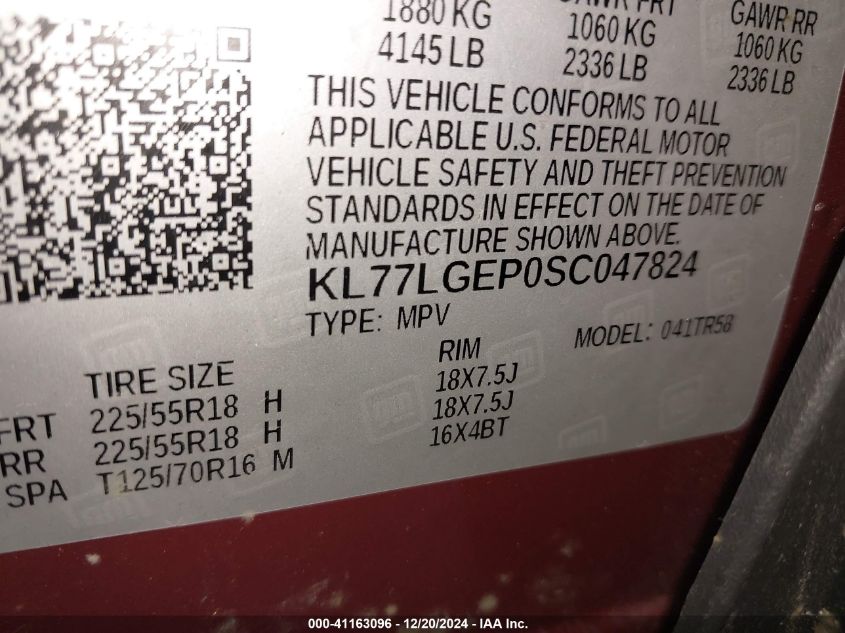 1880 KG
4145 LB
GAWR FRT
1060 KG
2336 LB
GAWR RR
1060 KG
2336 LB
THIS VEHICLE CONFORMS TO ALL
APPLICABLE U.S. FEDERAL MOTOR
VEHICLE SAFETY AND THEFT PREVENTION
STANDARDS IN EFFECT ON THE DATE OF
MANUFACTURE SHOWN ABOVE.
KL77LGEP0SC047824
TYPE: MPV
MODEL: 041TR58
TIRE SIZE RIM
FRT 225/55R18 H 18X7.5J
RR 225/55R18 H 18X7.5J
SPA T125/70R16 M 16X4BT
000-41163096 - 12/20/2024 - IAA Inc.